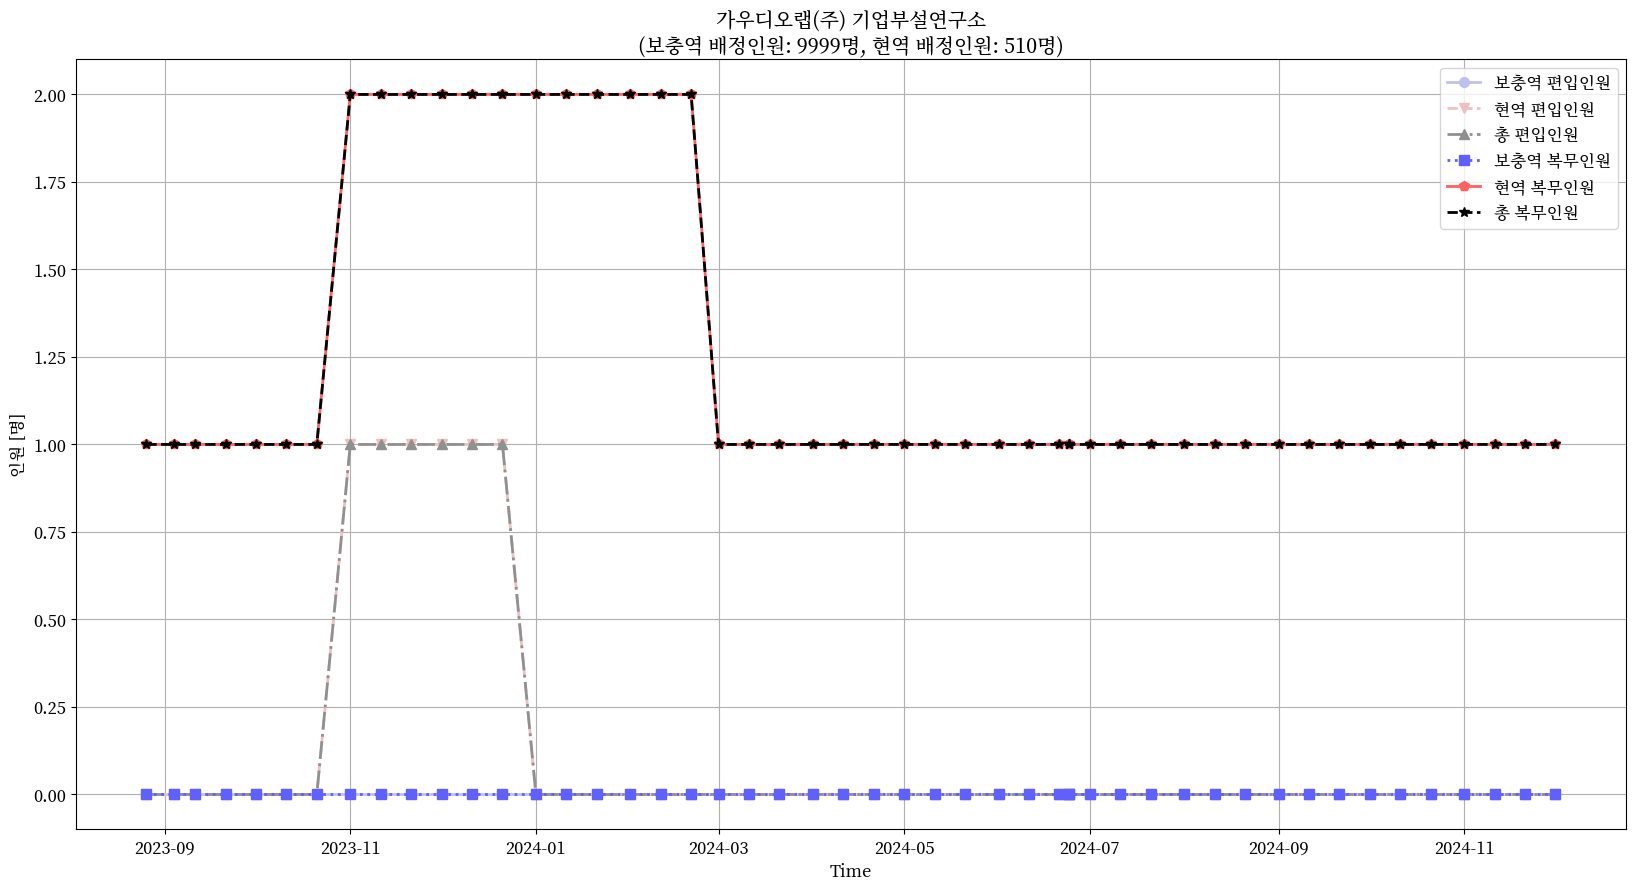 가우디오랩(주) 기업부설연구소
(보충역 배정인원: 9999명, 현역 배정인원: 510명)
보충역 편입인원
현역 편입인원
총 편입인원
보충역 복무인원
현역 복무인원
총 복무인원
인원 [명]
2.00
1.75
1.50
1.25
1.00
0.75
0.50
0.25
0.00
2023-09 2023-11 2024-01 2024-03 2024-05 2024-07 2024-09 2024-11
Time